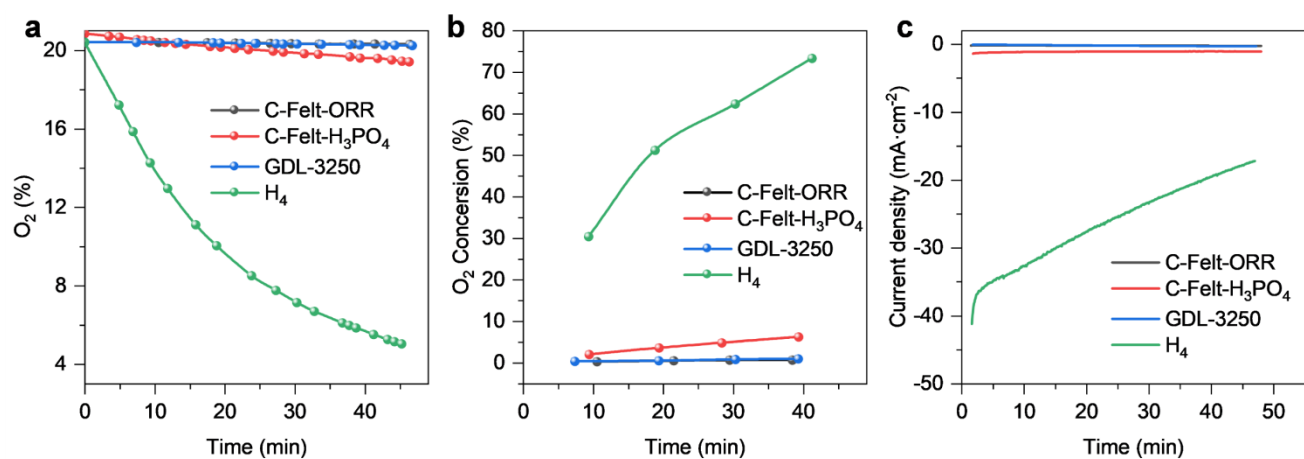 a
O₂ (%)
20
16
12
8
4
C-Felt-ORR
C-Felt-H₃PO₄
GDL-3250
H₄
0
10
20
30
40
Time (min)
b
O₂ Concersion (%)
80
70
60
50
40
30
20
10
5
0
C-Felt-ORR
C-Felt-H₃PO₄
GDL-3250
H₄
10
20
30
40
Time (min)
c
Current density (mA·cm⁻²)
0
-10
-20
-30
-40
-50
C-Felt-ORR
C-Felt-H₃PO₄
GDL-3250
H₄
0
10
20
30
40
50
Time (min)